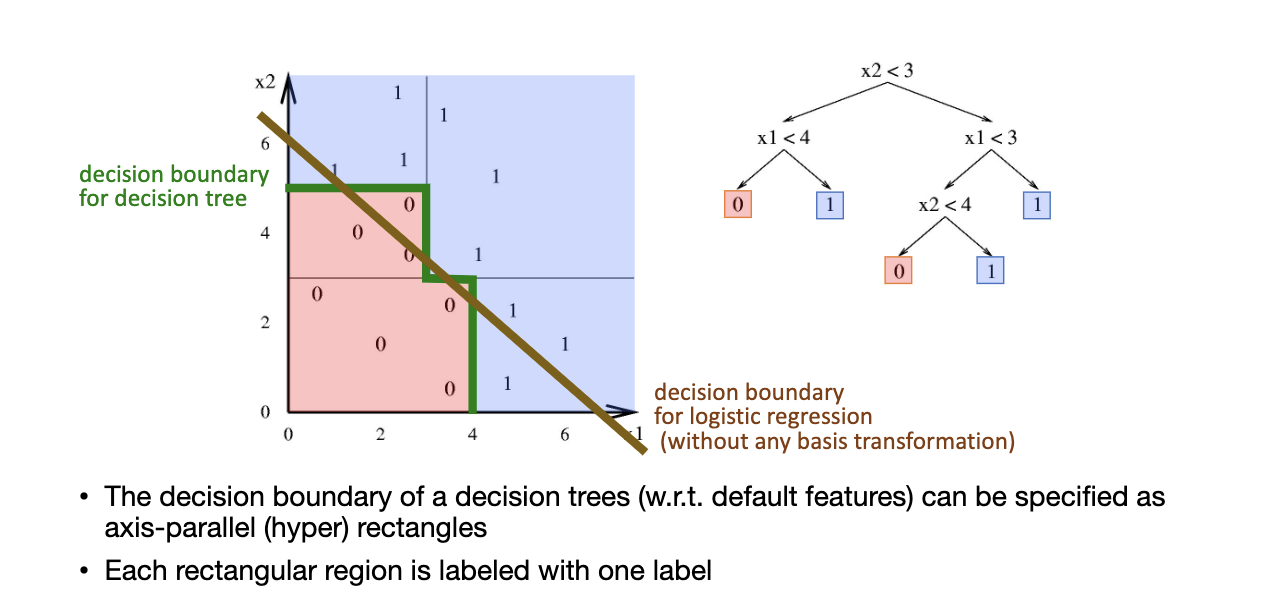 x2
6
4
2
0
0
2
4
6
1
1
1
1
1
1
0
0
0
1
0
0
1
0
1
0
1
decision boundary
for decision tree
x2 < 3
x1 < 4
x1 < 3
0
1
x2 < 4
1
0
1
decision boundary
for logistic regression
(without any basis transformation)
• The decision boundary of a decision trees (w.r.t. default features) can be specified as
axis-parallel (hyper) rectangles
• Each rectangular region is labeled with one label